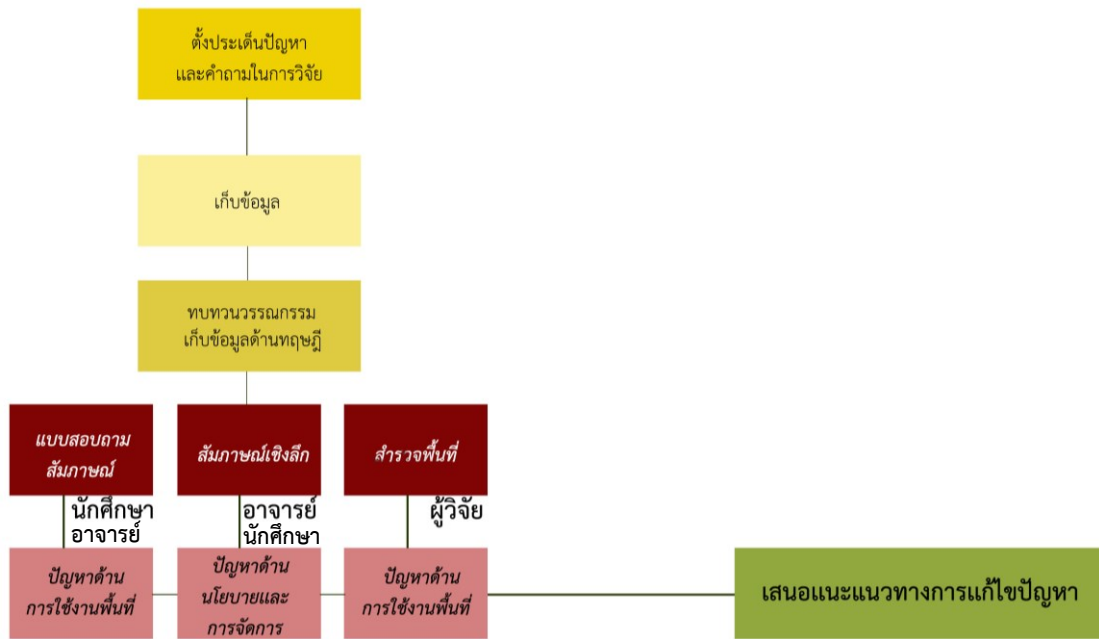 ตั้งประเด็นปัญหา
และคำถามในการวิจัย
เก็บข้อมูล
ทบทวนวรรณกรรม
เก็บข้อมูลด้านทฤษฎี
แบบสอบถาม
สัมภาษณ์
สัมภาษณ์เชิงลึก
สำรวจพื้นที่
นักศึกษา
อาจารย์
อาจารย์
นักศึกษา
ผู้วิจัย
ปัญหาด้าน
การใช้งานพื้นที่
ปัญหาด้าน
นโยบายและ
การจัดการ
ปัญหาด้าน
การใช้งานพื้นที่
เสนอแนะแนวทางการแก้ไขปัญหา